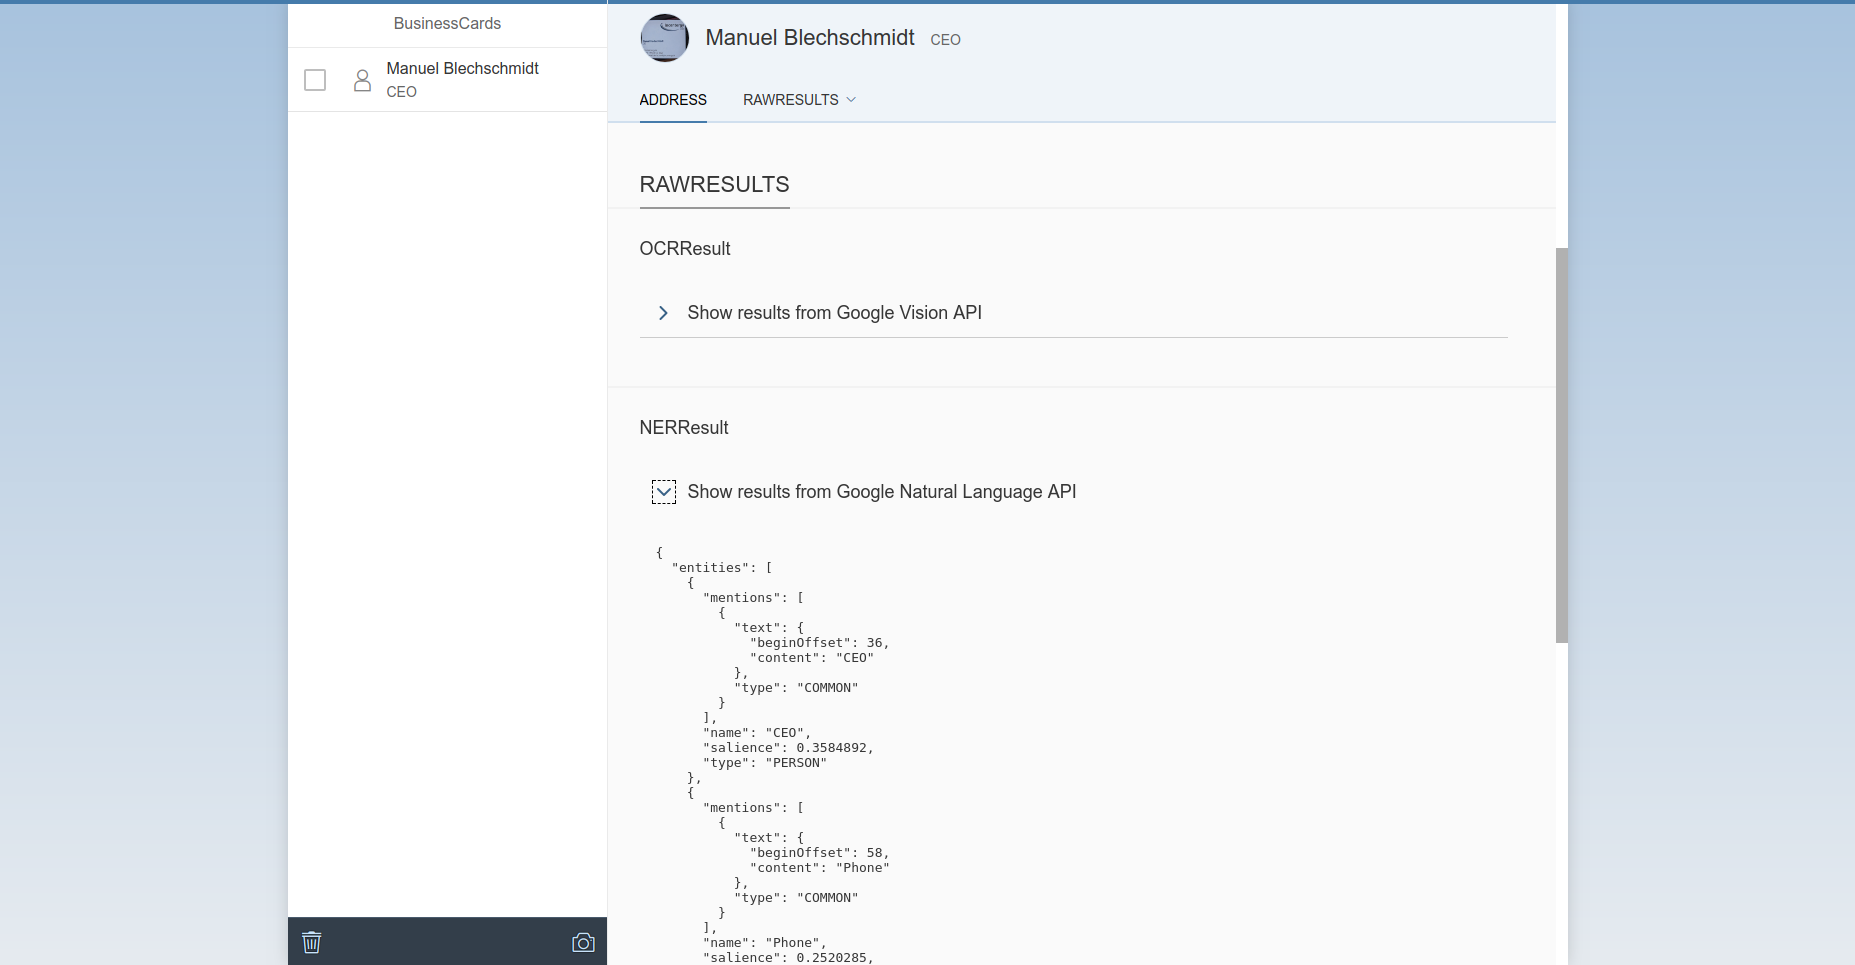 BusinessCards
Manuel Blechschmidt
CEO
Manuel Blechschmidt CEO
ADDRESS RAWRESULTS
RAWRESULTS
OCRResult
Show results from Google Vision API
NERResult
Show results from Google Natural Language API
{
"entities": [
{
"mentions": [
{
"text": {
"beginOffset": 36,
"content": "CEO"
},
"type": "COMMON"
}
],
"name": "CEO",
"salience": 0.3584892,
"type": "PERSON"
},
{
"mentions": [
{
"text": {
"beginOffset": 58,
"content": "Phone"
},
"type": "COMMON"
}
],
"name": "Phone",
"salience": 0.2520285,